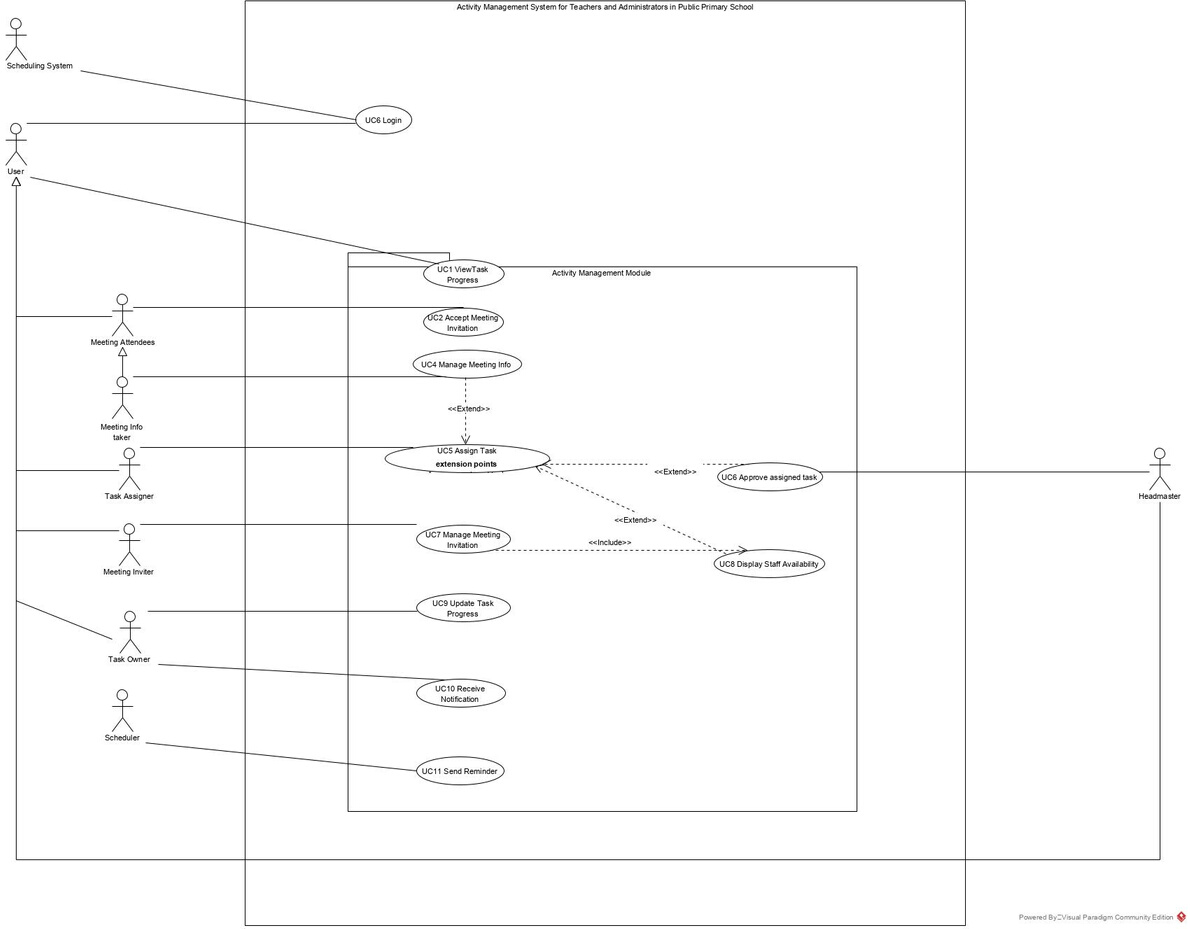 Activity Management System for Teachers and Administrators in Public Primary School
Scheduling System
UC6 Login
User
UC1 ViewTask
Progress
Activity Management Module
UC2 Accept Meeting
Invitation
Meeting Attendees
UC4 Manage Meeting Info
<<Extend>>
Meeting Info
taker
UC5 Assign Task
extension points
<<Extend>>
UC6 Approve assigned task
Task Assigner
Headmaster
<<Extend>>
UC7 Manage Meeting
Invitation
<<Include>>
UC8 Display Staff Availability
Meeting Inviter
UC9 Update Task
Progress
Task Owner
UC10 Receive
Notification
Scheduler
UC11 Send Reminder
Powered By Visual Paradigm Community Edition